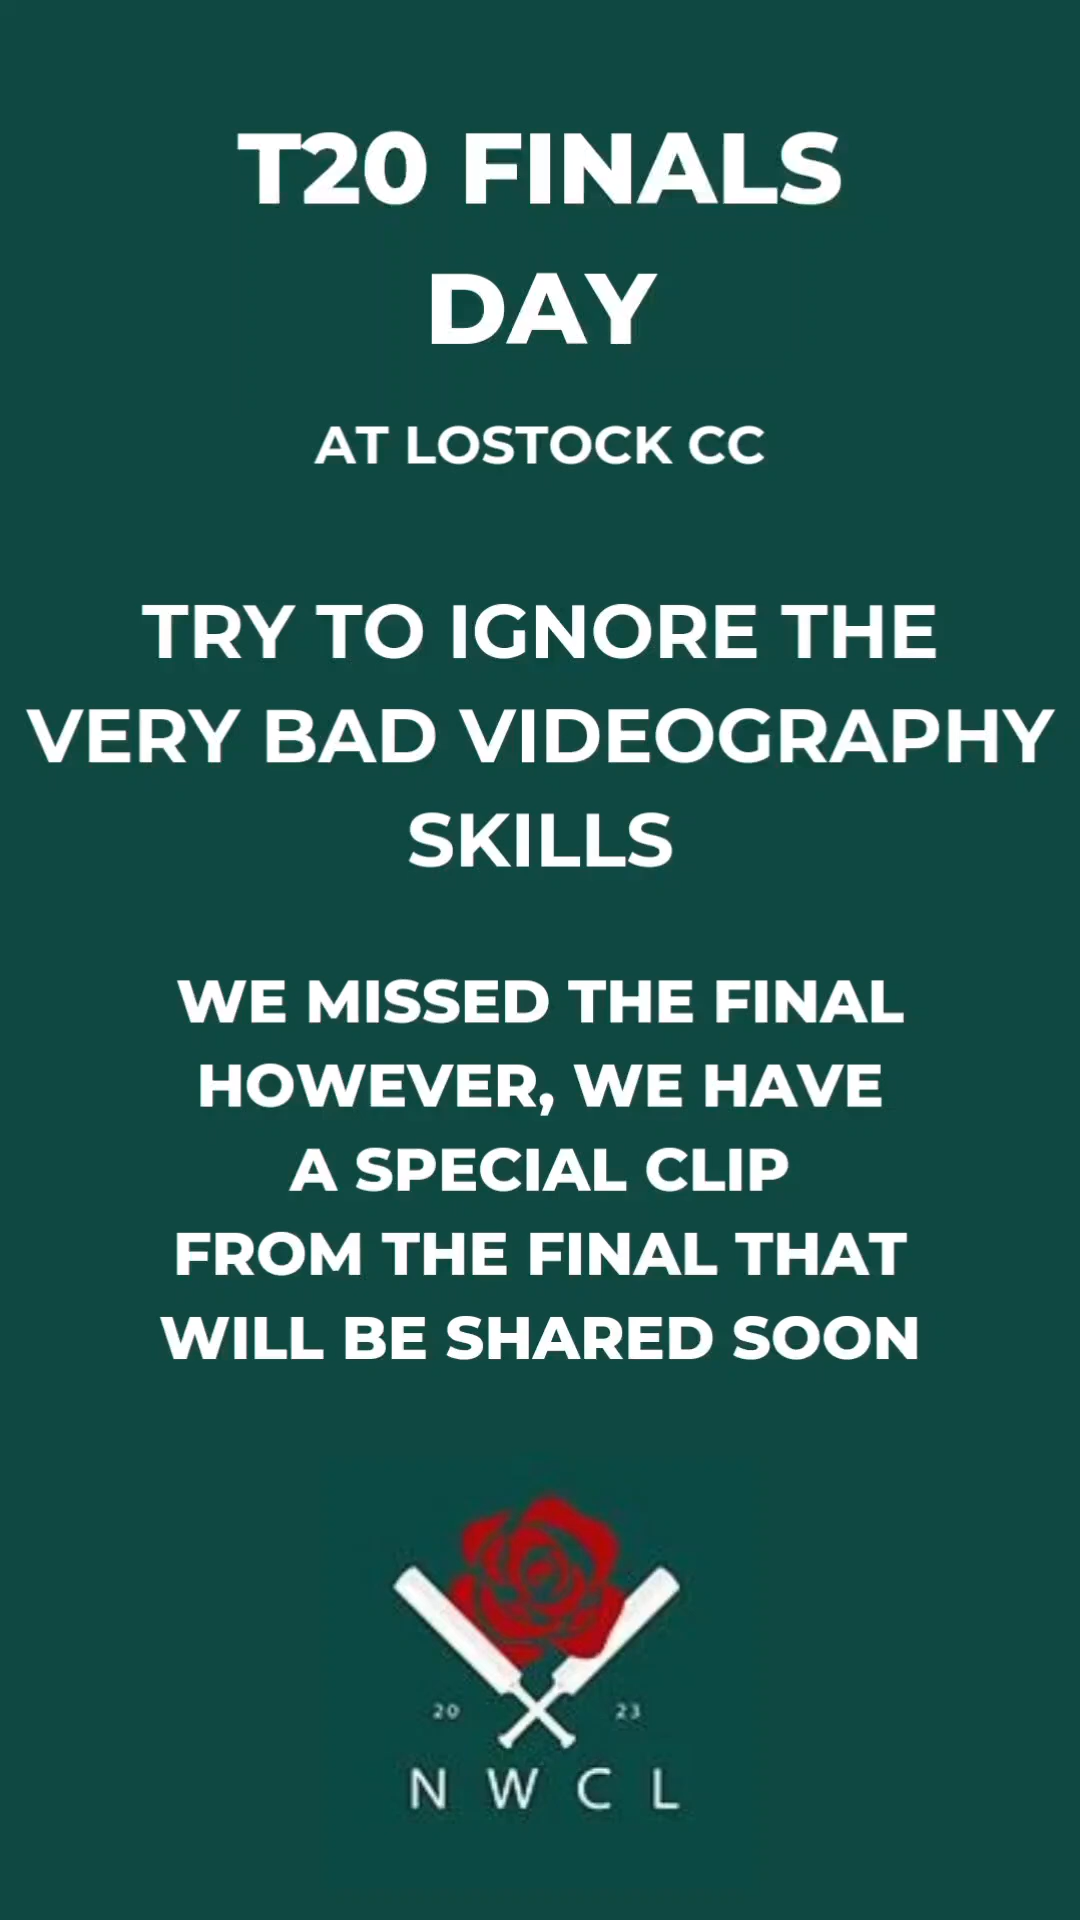 T20 FINALS
DAY
AT LOSTOCK CC
TRY TO IGNORE THE
VERY BAD VIDEOGRAPHY
SKILLS
WE MISSED THE FINAL
HOWEVER, WE HAVE
A SPECIAL CLIP
FROM THE FINAL THAT
WILL BE SHARED SOON
20 23
NWCL